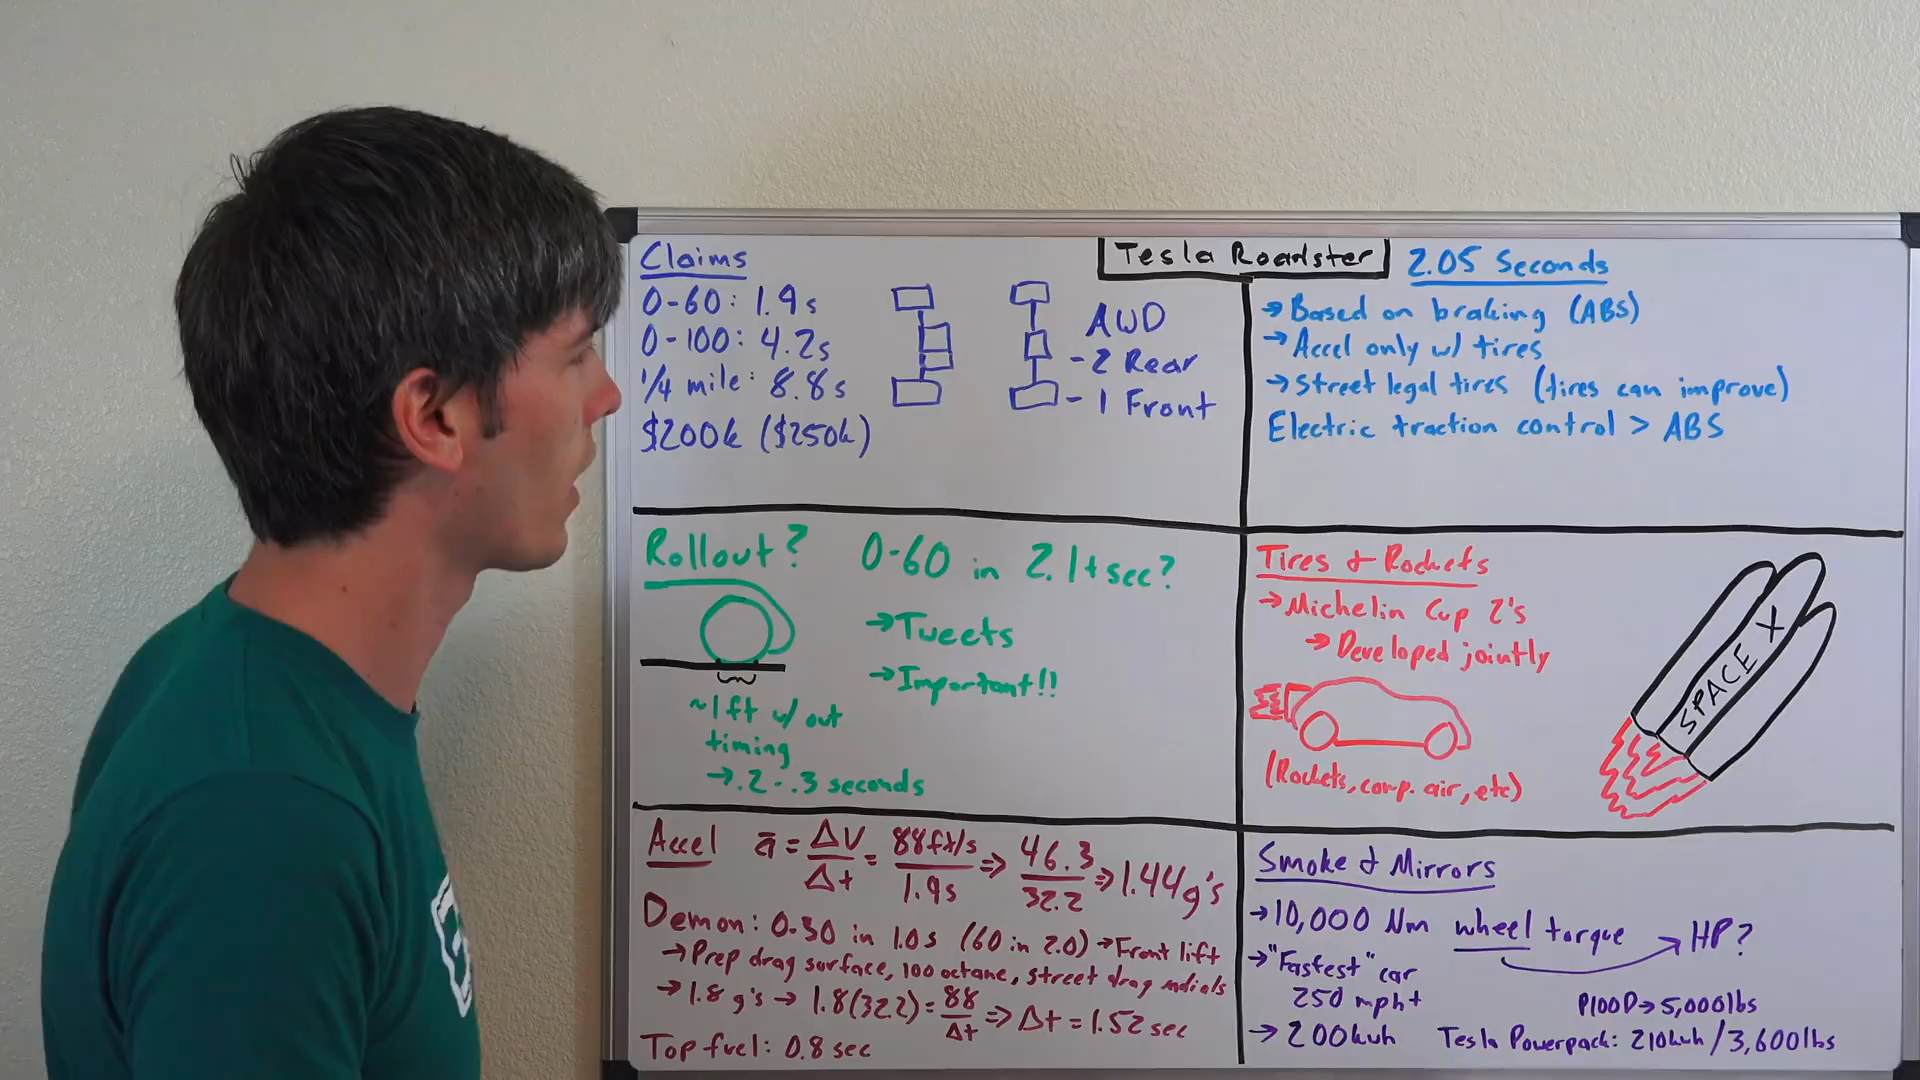 Tesla Roadster
Claims
0-60: 1.9s
0-100: 4.2s
1/4 mile: 8.8s
$200k ($250k)
AWD
-2 Rear
-1 Front
2.05 Seconds
→Based on braking (ABS)
→Accel only w/ tires
→Street legal tires (tires can improve)
Electric traction control > ABS
Rollout?
0-60 in 2.1+sec?
→Tweets
→Important!!
~1ft w/out
timing
→.2-.3 seconds
Tires & Rockets
→Michelin Cup 2's
→Developed jointly
(Rockets, comp. air, etc)
SPACE X
Accel
a̅ = ΔV/Δt = 88ft/s/1.9s ⇒ 46.3/32.2 ⇒ 1.44g's
Demon: 0-30 in 1.0s (60 in 2.0) →Front lift
→Prep drag surface, 100 octane, street drag radials
→1.8 g's → 1.8(32.2) = 88/Δt ⇒ Δt = 1.52 sec
Top fuel: 0.8 sec
Smoke & Mirrors
→10,000 Nm wheel torque → HP?
→"Fastest" car
250 mph+
P100D→5,000lbs
→200kwh
Tesla Powerpack: 210kwh/3,600lbs